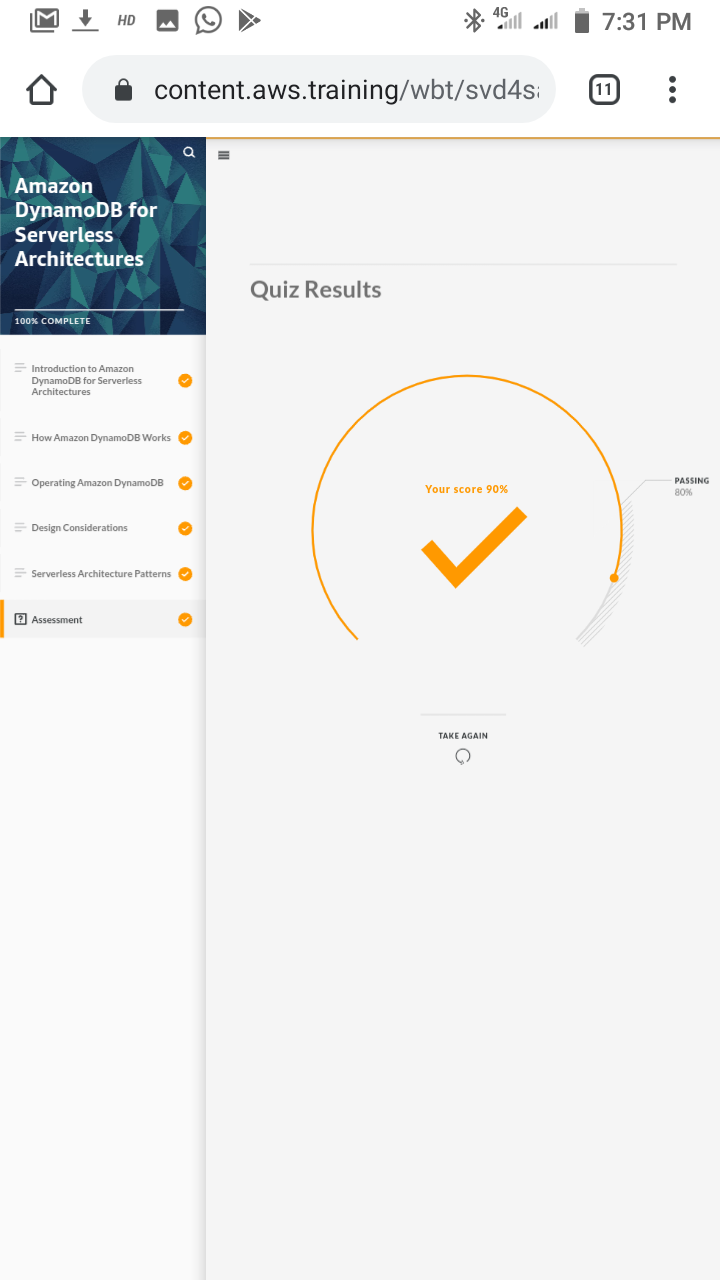 HD
4G
7:31 PM
content.aws.training/wbt/svd4sa
11
Amazon
DynamoDB for
Serverless
Architectures
100% COMPLETE
Introduction to Amazon
DynamoDB for Serverless
Architectures
How Amazon DynamoDB Works
Operating Amazon DynamoDB
Design Considerations
Serverless Architecture Patterns
Assessment
Quiz Results
Your score 90%
PASSING
80%
TAKE AGAIN